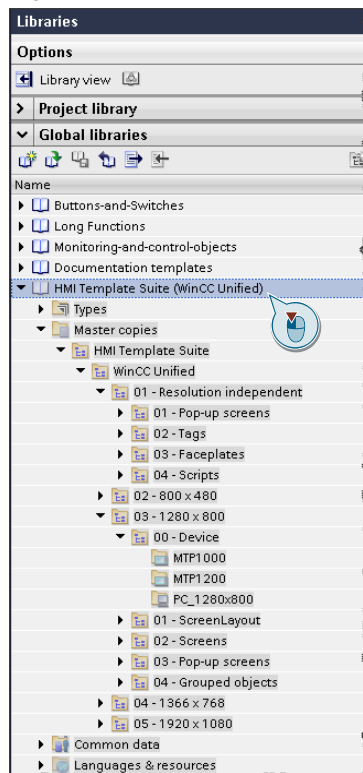 Libraries
Options
Library view
Project library
Global libraries
Name
Buttons-and-Switches
Long Functions
Monitoring-and-control-objects
Documentation templates
HMI Template Suite (WinCC Unified)
Types
Master copies
HMI Template Suite
WinCC Unified
01 - Resolution independent
01 - Pop-up screens
02 - Tags
03 - Faceplates
04 - Scripts
02 - 800 x 480
03 - 1280 x 800
00 - Device
MTP1000
MTP1200
PC_1280x800
01 - ScreenLayout
02 - Screens
03 - Pop-up screens
04 - Grouped objects
04 - 1366 x 768
05 - 1920 x 1080
Common data
Languages & resources